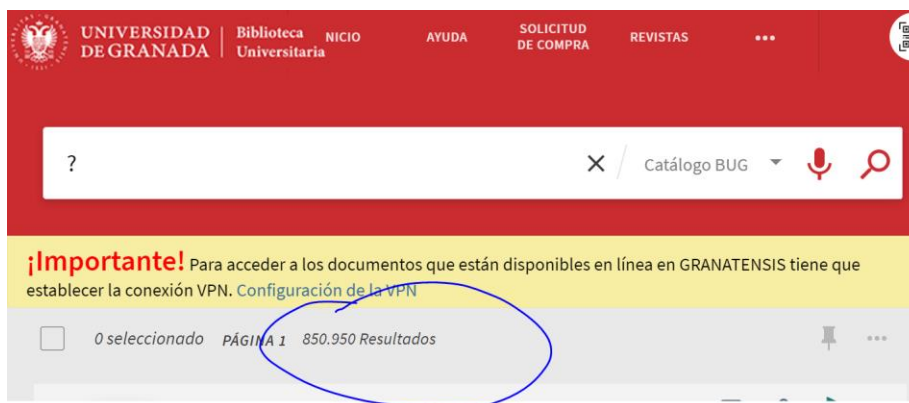 UNIVERSIDAD DE GRANADA
Biblioteca Universitaria
NICIO
AYUDA
SOLICITUD DE COMPRA
REVISTAS
•••
?
Catálogo BUG
¡Importante! Para acceder a los documentos que están disponibles en línea en GRANATENSIS tiene que
establecer la conexión VPN. Configuración de la VPN
0 seleccionado PÁGINA 1 850.950 Resultados